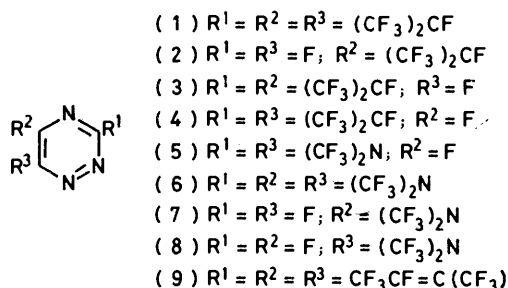 ( 1 ) R¹ = R² = R³ = (CF₃)₂CF
( 2 ) R¹ = R³ = F; R² = (CF₃)₂CF
( 3 ) R¹ = R² = (CF₃)₂CF; R³ = F
( 4 ) R¹ = R³ = (CF₃)₂CF; R² = F
( 5 ) R¹ = R³ = (CF₃)₂N; R² = F
( 6 ) R¹ = R² = R³ = (CF₃)₂N
( 7 ) R¹ = R³ = F; R² = (CF₃)₂N
( 8 ) R¹ = R² = F; R³ = (CF₃)₂N
( 9 ) R¹ = R² = R³ = CF₃CF=C(CF₃)
N
R² R¹
R³ N
N